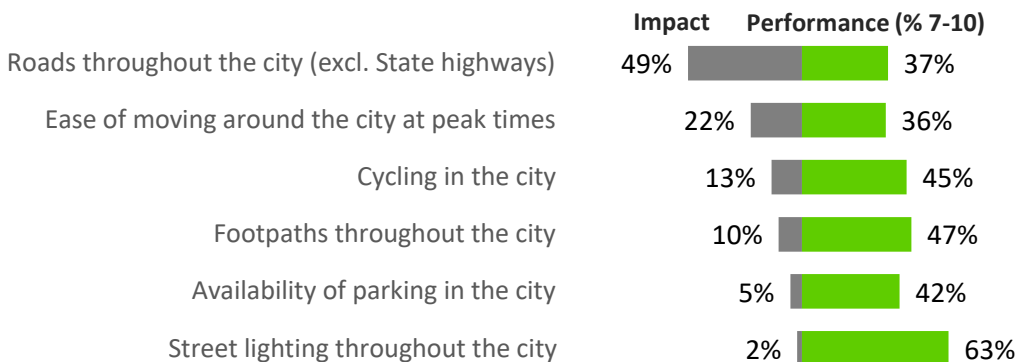 Impact Performance (% 7-10)
Roads throughout the city (excl. State highways) 49% 37%
Ease of moving around the city at peak times 22% 36%
Cycling in the city 13% 45%
Footpaths throughout the city 10% 47%
Availability of parking in the city 5% 42%
Street lighting throughout the city 2% 63%